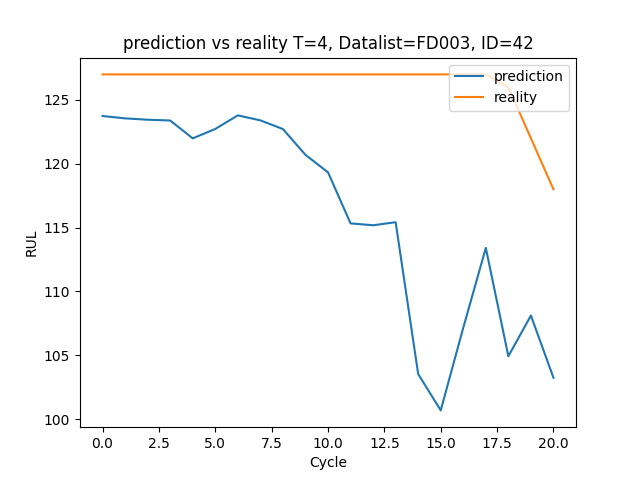 prediction vs reality T=4, Datalist=FD003, ID=42
prediction
reality
125
120
115
110
105
100
RUL
0.0 2.5 5.0 7.5 10.0 12.5 15.0 17.5 20.0
Cycle